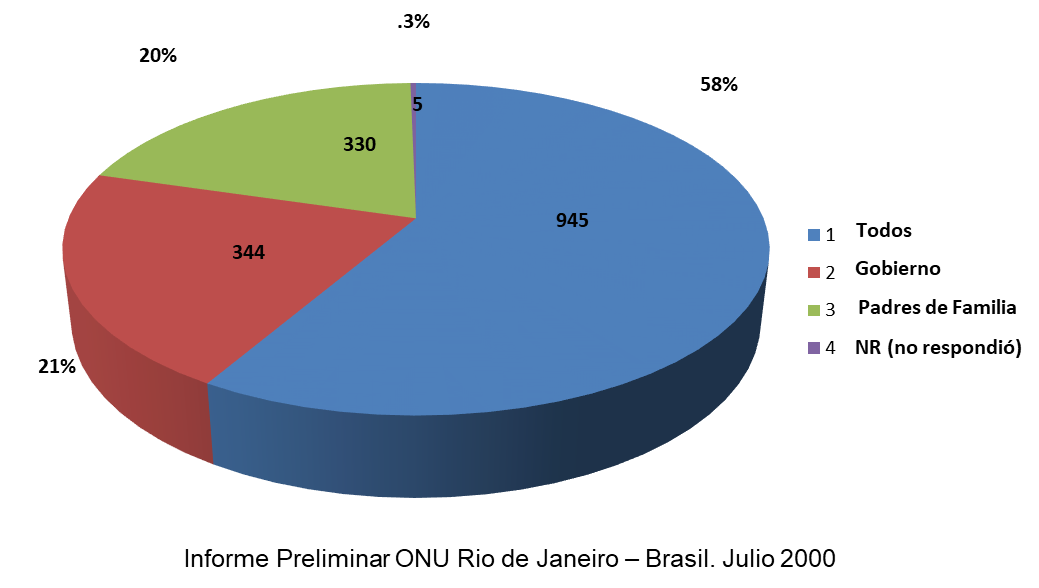 .3%
20%
58%
5
330
945
344
21%
1 Todos
2 Gobierno
3 Padres de Familia
4 NR (no respondió)
Informe Preliminar ONU Rio de Janeiro – Brasil. Julio 2000